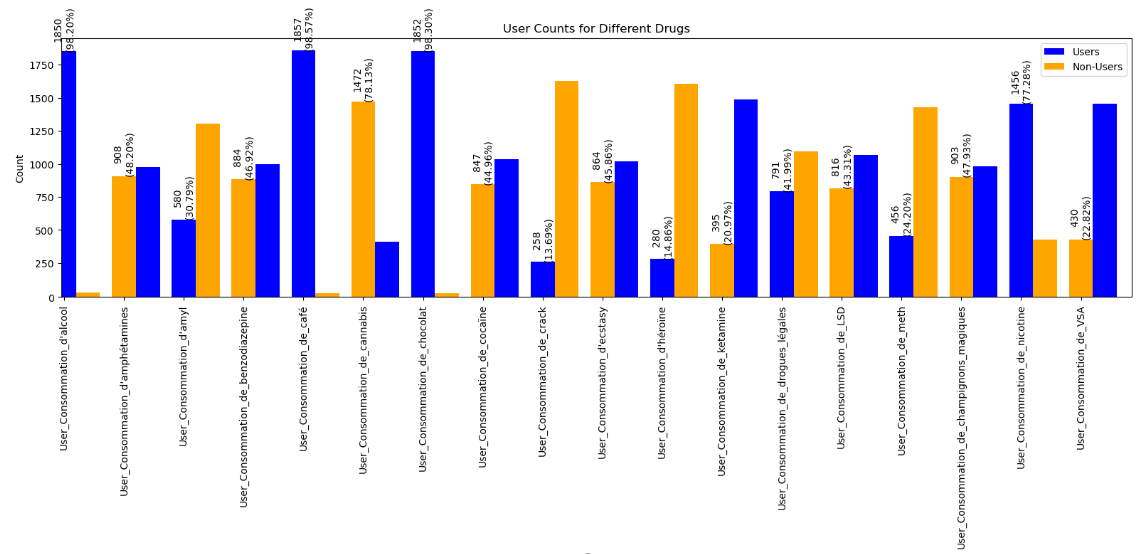 User Counts for Different Drugs
Users
Non-Users
Count
1750
1500
1250
1000
750
500
250
0
1850
(98.20%)
908
(48.20%)
580
(30.79%)
884
(46.92%)
1857
(98.57%)
1472
(78.13%)
1852
(98.30%)
847
(44.96%)
258
(13.69%)
864
(45.86%)
280
(14.86%)
395
(20.97%)
791
(41.99%)
816
(43.31%)
456
(24.20%)
903
(47.93%)
1456
(77.28%)
430
(22.82%)
User_Consommation_d'alcool
User_Consommation_d'amphétamines
User_Consommation_d'amyl
User_Consommation_de_benzodiazepine
User_Consommation_de_café
User_Consommation_de_cannabis
User_Consommation_de_chocolat
User_Consommation_de_cocaïne
User_Consommation_de_crack
User_Consommation_d'ecstasy
User_Consommation_d'héroïne
User_Consommation_de_ketamine
User_Consommation_de_drogues_légales
User_Consommation_de_LSD
User_Consommation_de_meth
User_Consommation_de_champignons_magiques
User_Consommation_de_nicotine
User_Consommation_de_VSA